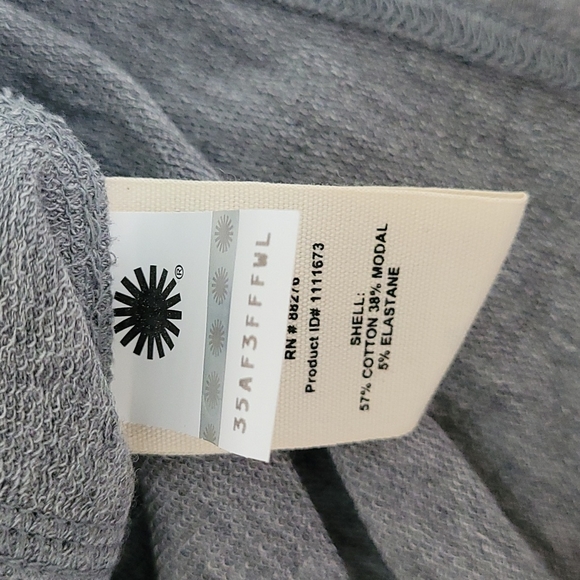 ®
35AF3FFFWL
RN # 88276
Product ID# 1111673
SHELL:
57% COTTON 38% MODAL
5% ELASTANE